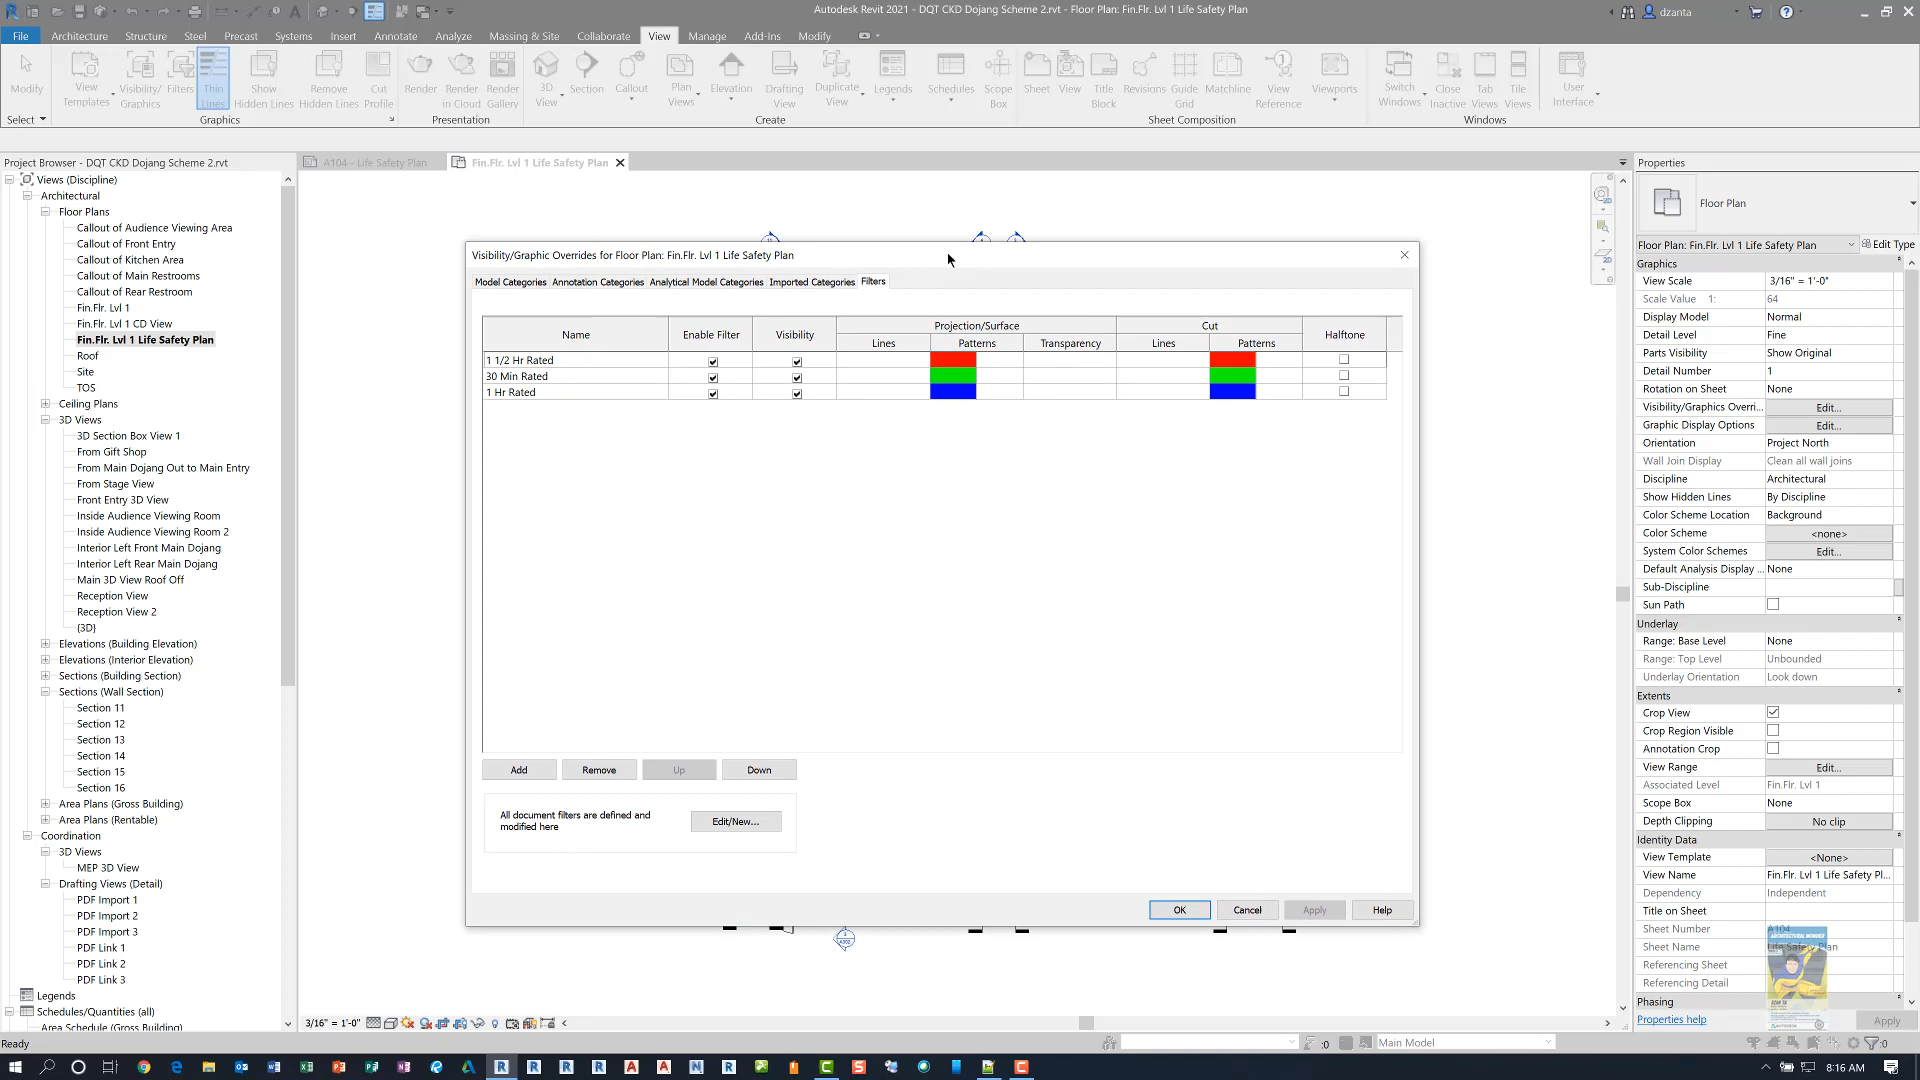 Autodesk Revit 2021 - DQT CKD Dojang Scheme 2.rvt - Floor Plan: Fin.Flr. Lvl 1 Life Safety Plan
dzanta
File Architecture Structure Steel Precast Systems Insert Annotate Analyze Massing & Site Collaborate View Manage Add-Ins Modify
Modify
View Templates
Visibility/ Graphics
Filters
Thin Lines
Show Hidden Lines
Remove Hidden Lines
Cut Profile
Render
Render in Cloud
Render Gallery
3D View
Section
Callout
Plan Views
Elevation
Drafting View
Duplicate View
Legends
Schedules
Scope Box
Sheet
View
Title Block
Revisions
Guide Grid
Matchline
View Reference
Viewports
Switch Windows
Close Inactive
Tab Views
Tile Views
User Interface
Select
Graphics
Presentation
Create
Sheet Composition
Windows
Project Browser - DQT CKD Dojang Scheme 2.rvt
Views (Discipline)
Architectural
Floor Plans
Callout of Audience Viewing Area
Callout of Front Entry
Callout of Kitchen Area
Callout of Main Restrooms
Callout of Rear Restroom
Fin.Flr. Lvl 1
Fin.Flr. Lvl 1 CD View
Fin.Flr. Lvl 1 Life Safety Plan
Roof
Site
TOS
Ceiling Plans
3D Views
3D Section Box View 1
From Gift Shop
From Main Dojang Out to Main Entry
From Stage View
Front Entry 3D View
Inside Audience Viewing Room
Inside Audience Viewing Room 2
Interior Left Front Main Dojang
Interior Left Rear Main Dojang
Main 3D View Roof Off
Reception View
Reception View 2
{3D}
Elevations (Building Elevation)
Elevations (Interior Elevation)
Sections (Building Section)
Sections (Wall Section)
Section 11
Section 12
Section 13
Section 14
Section 15
Section 16
Area Plans (Gross Building)
Area Plans (Rentable)
Coordination
3D Views
MEP 3D View
Drafting Views (Detail)
PDF Import 1
PDF Import 2
PDF Import 3
PDF Link 1
PDF Link 2
PDF Link 3
Legends
Schedules/Quantities (all)
Area Schedule (Gross Building)
A104 - Life Safety Plan
Fin.Flr. Lvl 1 Life Safety Plan
Visibility/Graphic Overrides for Floor Plan: Fin.Flr. Lvl 1 Life Safety Plan
Model Categories Annotation Categories Analytical Model Categories Imported Categories Filters
Name Enable Filter Visibility Projection/Surface Cut Halftone
Lines Patterns Transparency Lines Patterns
1 1/2 Hr Rated
30 Min Rated
1 Hr Rated
Add Remove Up Down
All document filters are defined and
modified here
Edit/New...
OK Cancel Apply Help
3/16" = 1'-0"
Properties
Floor Plan
Floor Plan: Fin.Flr. Lvl 1 Life Safety Plan Edit Type
Graphics
View Scale 3/16" = 1'-0"
Scale Value 1: 64
Display Model Normal
Detail Level Fine
Parts Visibility Show Original
Detail Number 1
Rotation on Sheet None
Visibility/Graphics Overri... Edit...
Graphic Display Options Edit...
Orientation Project North
Wall Join Display Clean all wall joins
Discipline Architectural
Show Hidden Lines By Discipline
Color Scheme Location Background
Color Scheme <none>
System Color Schemes Edit...
Default Analysis Display ... None
Sub-Discipline
Sun Path
Underlay
Range: Base Level None
Range: Top Level Unbounded
Underlay Orientation Look down
Extents
Crop View
Crop Region Visible
Annotation Crop
View Range Edit...
Associated Level Fin.Flr. Lvl 1
Scope Box None
Depth Clipping No clip
Identity Data
View Template <None>
View Name Fin.Flr. Lvl 1 Life Safety Pl...
Dependency Independent
Title on Sheet
Sheet Number A104
Sheet Name Life Safety Plan
Referencing Sheet
Referencing Detail
Phasing
Properties help Apply
Ready
:0
Main Model
:0
8:16 AM